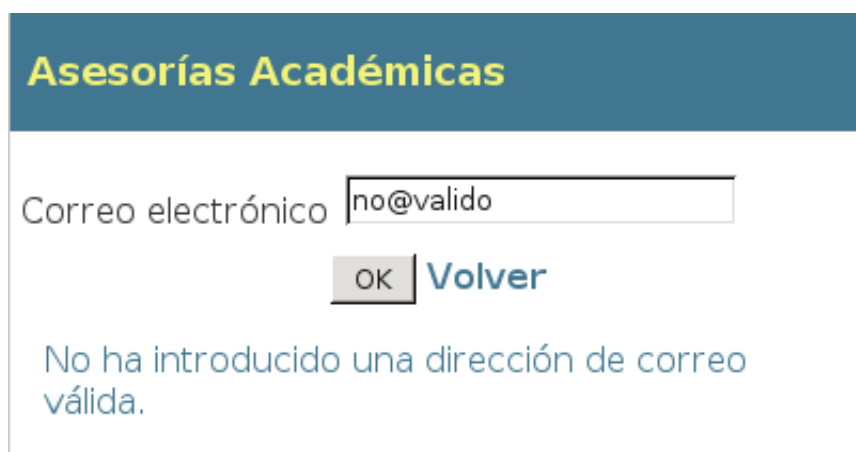 Asesorías Académicas
Correo electrónico no@valido
OK Volver
No ha introducido una dirección de correo
válida.